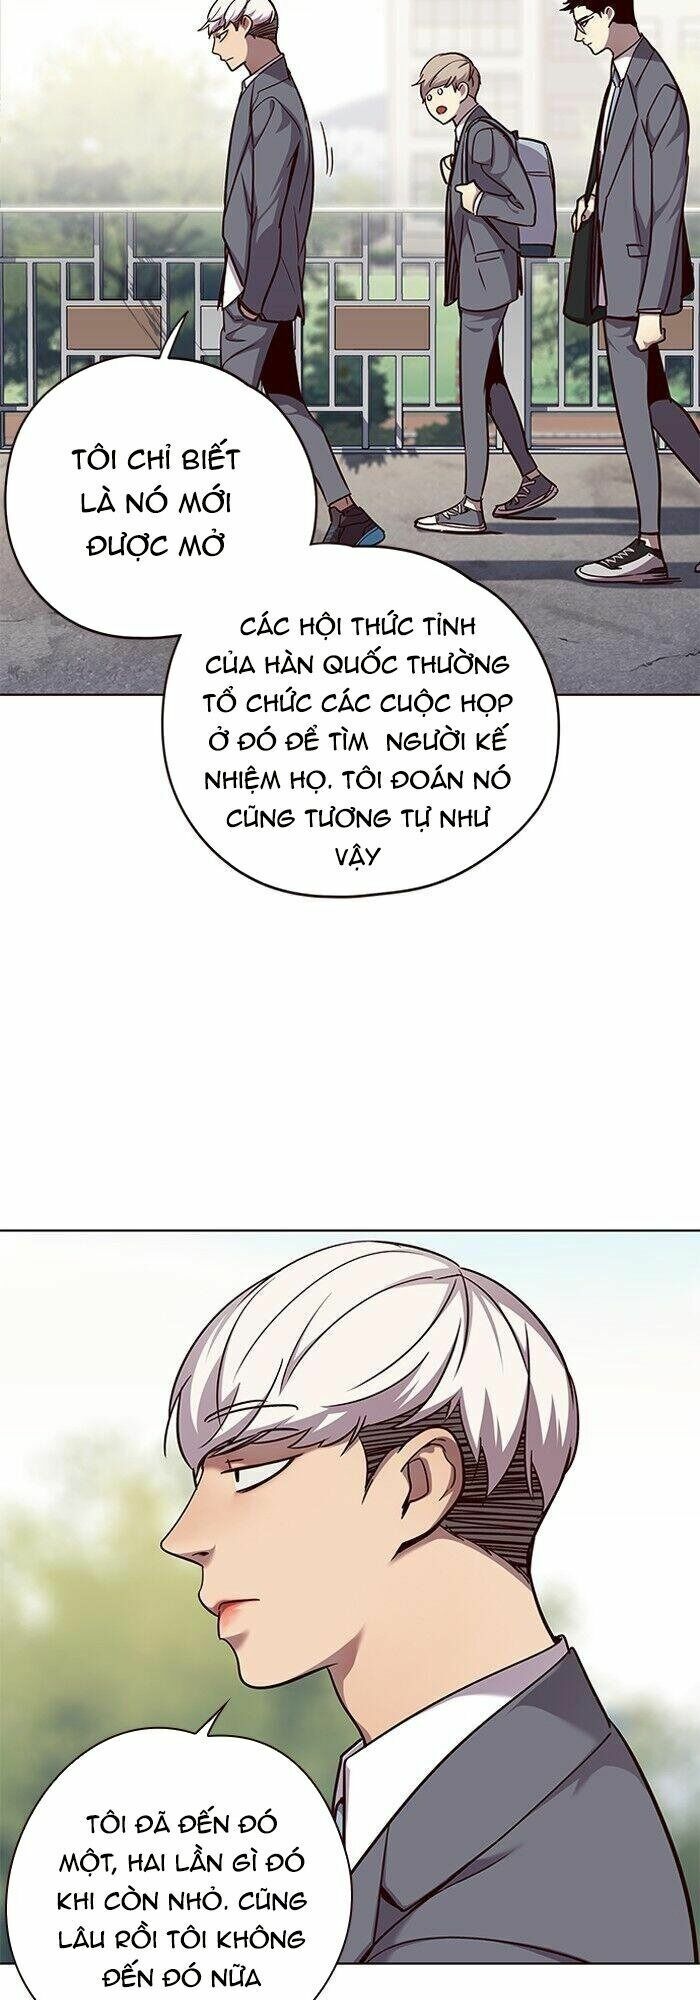 TÔI CHỈ BIẾT
LÀ NÓ MỚI
ĐƯỢC MỞ
CÁC HỘI THỨC TỈNH
CỦA HÀN QUỐC THƯỜNG
TỔ CHỨC CÁC CUỘC HỌP
Ở ĐÓ ĐỂ TÌM NGƯỜI KẾ
NHIỆM HỌ. TÔI ĐOÁN NÓ
CŨNG TƯƠNG TỰ NHƯ
VẬY
TÔI ĐÃ ĐẾN ĐÓ
MỘT, HAI LẦN GÌ ĐÓ
KHI CÒN NHỎ. CŨNG
LÂU RỒI TÔI KHÔNG
ĐẾN ĐÓ NỮA